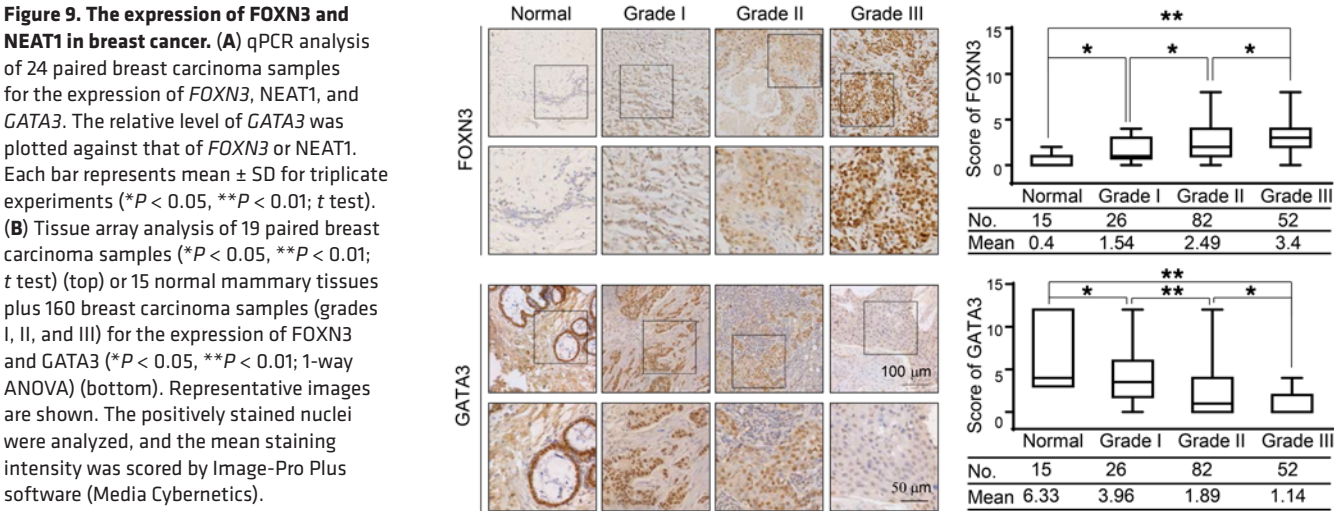 Figure 9. The expression of FOXN3 and
NEAT1 in breast cancer. (A) qPCR analysis
of 24 paired breast carcinoma samples
for the expression of FOXN3, NEAT1, and
GATA3. The relative level of GATA3 was
plotted against that of FOXN3 or NEAT1.
Each bar represents mean ± SD for triplicate
experiments (*P < 0.05, **P < 0.01; t test).
(B) Tissue array analysis of 19 paired breast
carcinoma samples (*P < 0.05, **P < 0.01;
t test) (top) or 15 normal mammary tissues
plus 160 breast carcinoma samples (grades
I, II, and III) for the expression of FOXN3
and GATA3 (*P < 0.05, **P < 0.01; 1-way
ANOVA) (bottom). Representative images
are shown. The positively stained nuclei
were analyzed, and the mean staining
intensity was scored by Image-Pro Plus
software (Media Cybernetics).
Normal Grade I Grade II Grade III
FOXN3
GATA3
100 µm
50 µm
Score of FOXN3
15
10
5
0
**
* * *
Normal Grade I Grade II Grade III
No. 15 26 82 52
Mean 0.4 1.54 2.49 3.4
Score of GATA3
15
10
5
0
**
* ** *
Normal Grade I Grade II Grade III
No. 15 26 82 52
Mean 6.33 3.96 1.89 1.14